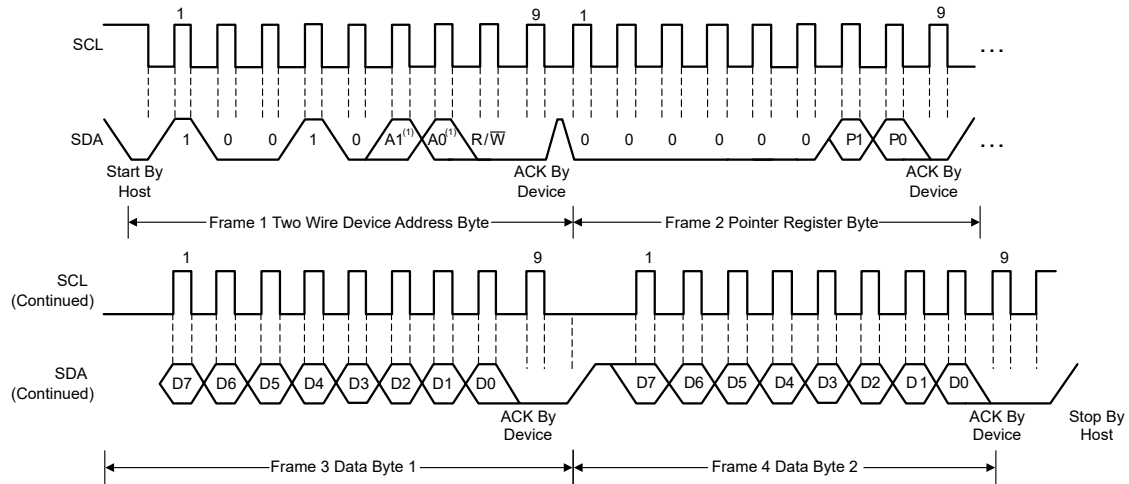 1 9 1 9
SCL ...
SDA 1 0 0 1 0 A1(1) A0(1) R/W̅ 0 0 0 0 0 0 P1 P0 ...
Start By Host ACK By Device ACK By Device
Frame 1 Two Wire Device Address Byte Frame 2 Pointer Register Byte
1 9 1 9
SCL (Continued)
SDA (Continued) D7 D6 D5 D4 D3 D2 D1 D0 D7 D6 D5 D4 D3 D2 D1 D0
ACK By Device ACK By Device Stop By Host
Frame 3 Data Byte 1 Frame 4 Data Byte 2